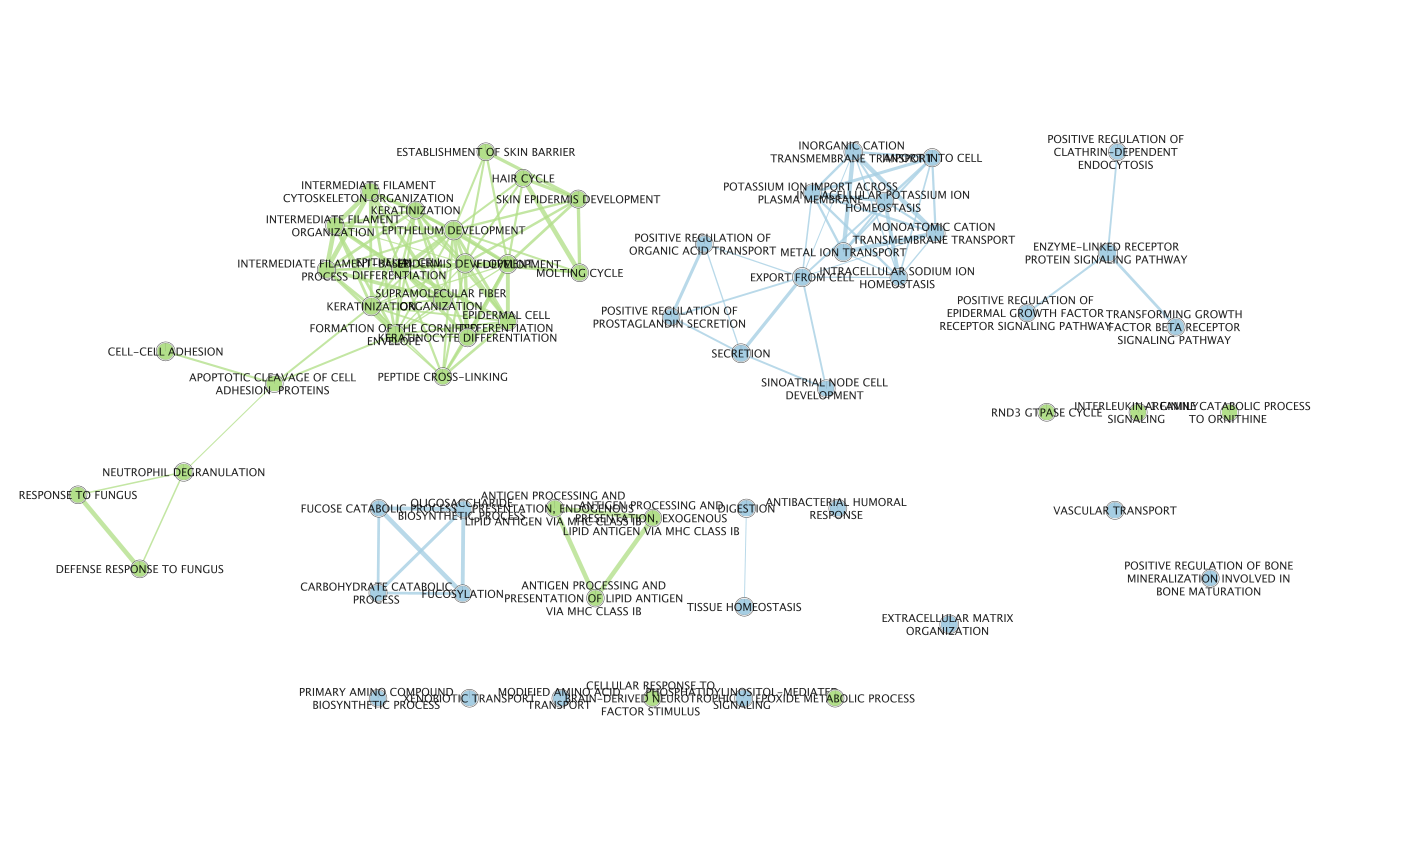 POSITIVE REGULATION OF
CLATHRIN-DEPENDENT
ENDOCYTOSIS
ESTABLISHMENT OF SKIN BARRIER
INORGANIC CATION
TRANSMEMBRANE TRANSPORT
IMPORT INTO CELL
HAIR CYCLE
INTERMEDIATE FILAMENT
CYTOSKELETON ORGANIZATION
SKIN EPIDERMIS DEVELOPMENT
POTASSIUM ION IMPORT ACROSS
PLASMA MEMBRANE
POTASSIUM ION
HOMEOSTASIS
KERATINIZATION
INTERMEDIATE FILAMENT
ORGANIZATION
EPITHELIUM DEVELOPMENT
MONOATOMIC CATION
TRANSMEMBRANE TRANSPORT
POSITIVE REGULATION OF
ORGANIC ACID TRANSPORT
METAL ION TRANSPORT
ENZYME-LINKED RECEPTOR
PROTEIN SIGNALING PATHWAY
INTERMEDIATE FILAMENT-BASED
PROCESS
EPITHELIAL CELL
DIFFERENTIATION
EPIDERMIS DEVELOPMENT
MOLTING CYCLE
EXPORT FROM CELL
INTRACELLULAR SODIUM ION
HOMEOSTASIS
SUPRAMOLECULAR FIBER
ORGANIZATION
KERATINIZATION
EPIDERMAL CELL
DIFFERENTIATION
POSITIVE REGULATION OF
PROSTAGLANDIN SECRETION
POSITIVE REGULATION OF
EPIDERMAL GROWTH FACTOR
RECEPTOR SIGNALING PATHWAY
TRANSFORMING GROWTH
FACTOR BETA RECEPTOR
SIGNALING PATHWAY
FORMATION OF THE CORNIFIED
ENVELOPE
KERATINOCYTE DIFFERENTIATION
CELL-CELL ADHESION
SECRETION
APOPTOTIC CLEAVAGE OF CELL
ADHESION PROTEINS
PEPTIDE CROSS-LINKING
SINOATRIAL NODE CELL
DEVELOPMENT
RND3 GTPASE CYCLE
INTERLEUKIN-1 FAMILY
SIGNALING
ARGININE CATABOLIC PROCESS
TO ORNITHINE
NEUTROPHIL DEGRANULATION
RESPONSE TO FUNGUS
DEFENSE RESPONSE TO FUNGUS
FUCOSE CATABOLIC PROCESS
OLIGOSACCHARIDE
BIOSYNTHETIC PROCESS
ANTIGEN PROCESSING AND
PRESENTATION, ENDOGENOUS
LIPID ANTIGEN VIA MHC CLASS IB
ANTIGEN PROCESSING AND
PRESENTATION, EXOGENOUS
LIPID ANTIGEN VIA MHC CLASS IB
DIGESTION
ANTIBACTERIAL HUMORAL
RESPONSE
VASCULAR TRANSPORT
CARBOHYDRATE CATABOLIC
PROCESS
FUCOSYLATION
ANTIGEN PROCESSING AND
PRESENTATION OF LIPID ANTIGEN
VIA MHC CLASS IB
TISSUE HOMEOSTASIS
POSITIVE REGULATION OF BONE
MINERALIZATION INVOLVED IN
BONE MATURATION
EXTRACELLULAR MATRIX
ORGANIZATION
PRIMARY AMINO COMPOUND
BIOSYNTHETIC PROCESS
XENOBIOTIC TRANSPORT
MODIFIED AMINO ACID
TRANSPORT
CELLULAR RESPONSE TO
BRAIN-DERIVED NEUROTROPHIC
FACTOR STIMULUS
PHOSPHATIDYLINOSITOL-MEDIATED
SIGNALING
EPOXIDE METABOLIC PROCESS